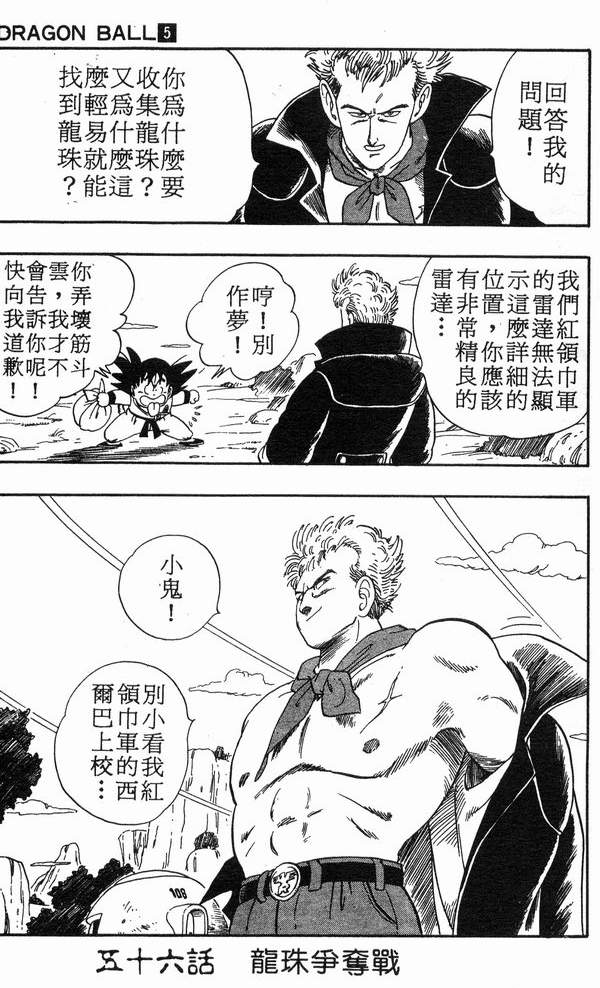 DRAGON BALL 5
回答我的
問題！
你爲什麼要
收集龍珠？
又爲什麼這
麼輕易就能
找到龍珠？
我們紅領巾軍
的雷達無法顯
示這麼詳細的
位置，你應該
有非常精良的
雷達…
哼！別
作夢！
你弄壞筋斗
雲，我才不
會告訴你呢！
快向我道歉！
小鬼！
別小看我紅
領巾軍的西
爾巴上校…
109
五十六話 龍珠爭奪戰